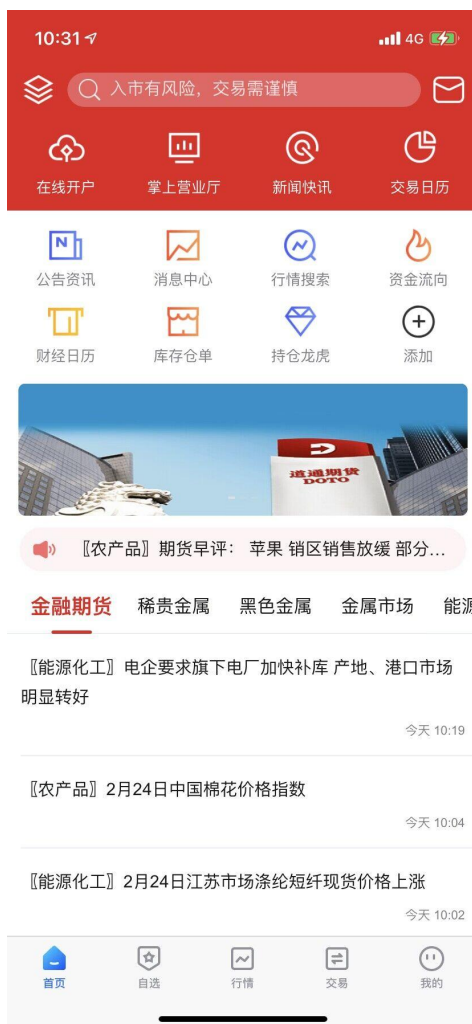 10:31
4G
入市有风险，交易需谨慎
在线开户 掌上营业厅 新闻快讯 交易日历
公告资讯 消息中心 行情搜索 资金流向
财经日历 库存仓单 持仓龙虎 添加
道通期货
DOTO
〖农产品〗期货早评： 苹果 销区销售放缓 部分...
金融期货 稀贵金属 黑色金属 金属市场 能源
〖能源化工〗电企要求旗下电厂加快补库 产地、港口市场
明显转好
今天 10:19
〖农产品〗2月24日中国棉花价格指数
今天 10:04
〖能源化工〗2月24日江苏市场涤纶短纤现货价格上涨
今天 10:02
首页 自选 行情 交易 我的